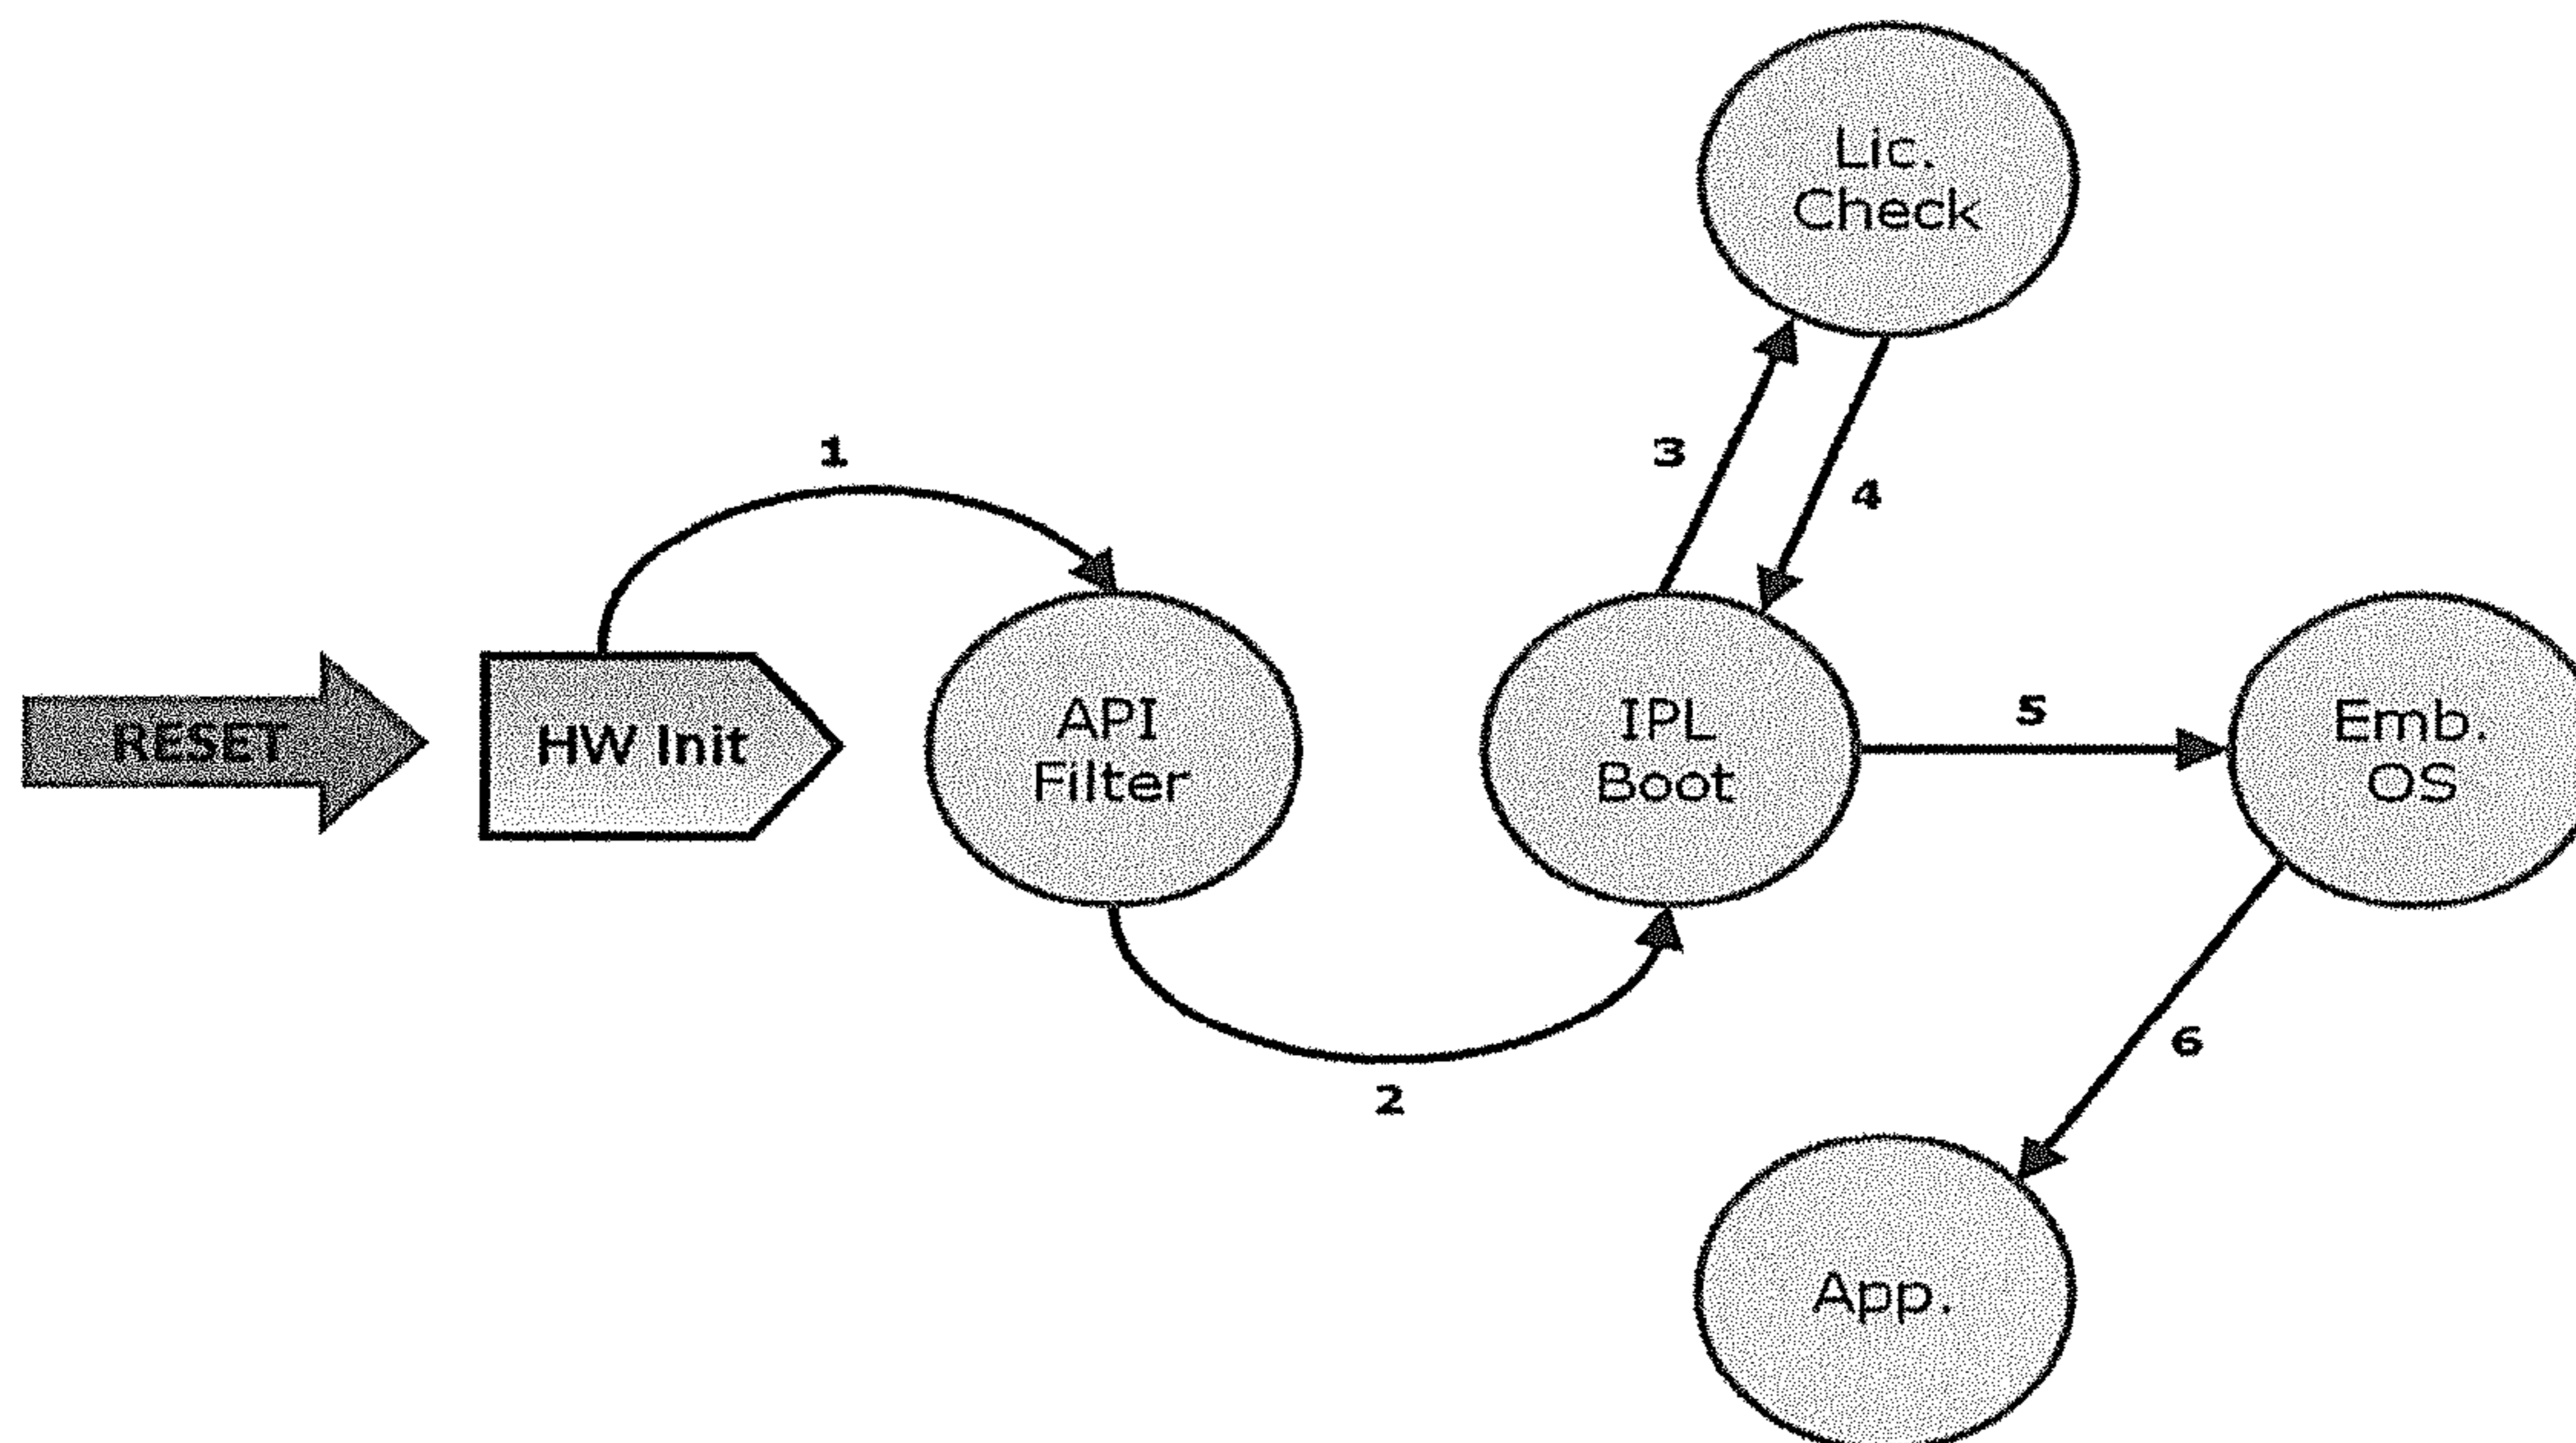 Lic.
Check
1
3
4
RESET
HW Init
API
Filter
IPL
Boot
5
Emb.
OS
2
6
App.